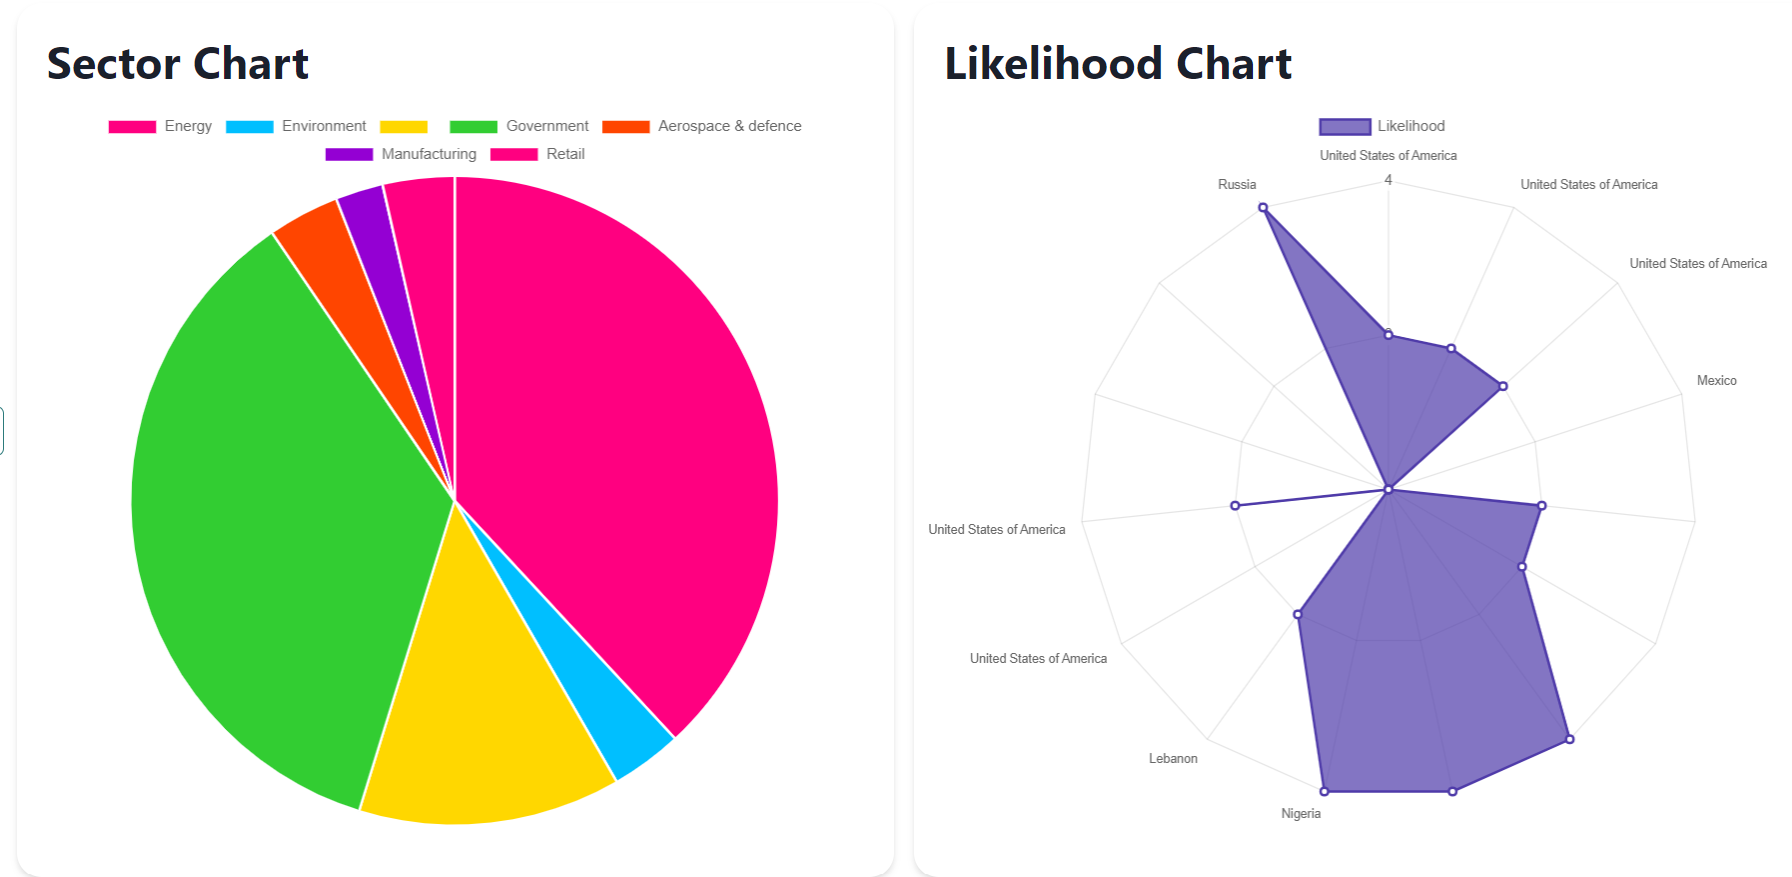 Sector Chart
Energy Environment Government Aerospace & defence
Manufacturing Retail
Likelihood Chart
Likelihood
United States of America
4
Russia
United States of America
United States of America
Mexico
United States of America
United States of America
Lebanon
Nigeria